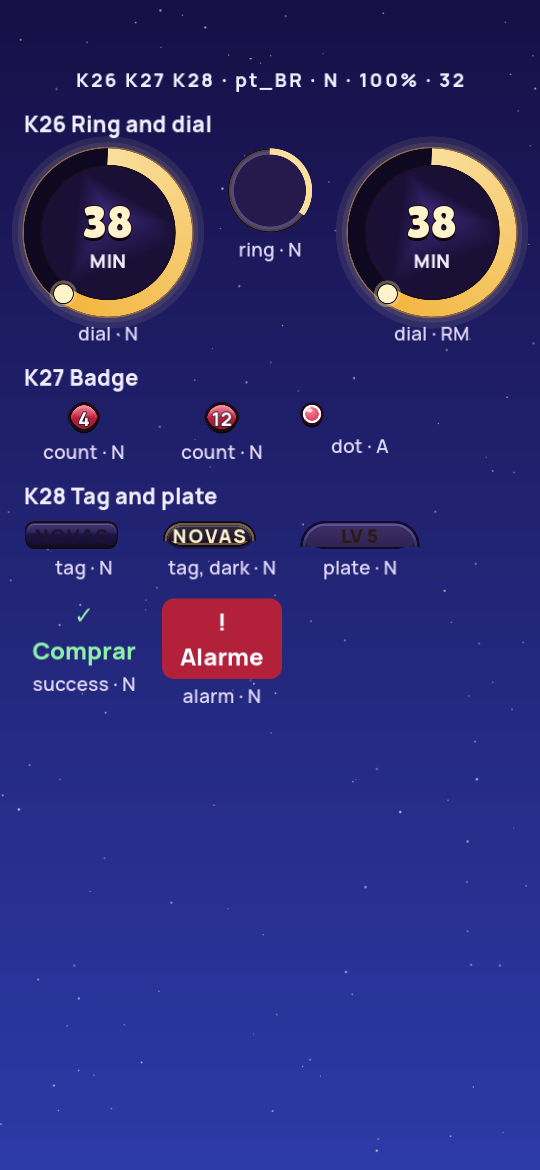 K26 K27 K28 · pt_BR · N · 100% · 32
K26 Ring and dial
38
MIN
ring · N
38
MIN
dial · N
dial · RM
K27 Badge
4
12
count · N
count · N
dot · A
K28 Tag and plate
NOVAS
NOVAS
LV 5
tag · N
tag, dark · N
plate · N
✓
Comprar
success · N
!
Alarme
alarm · N